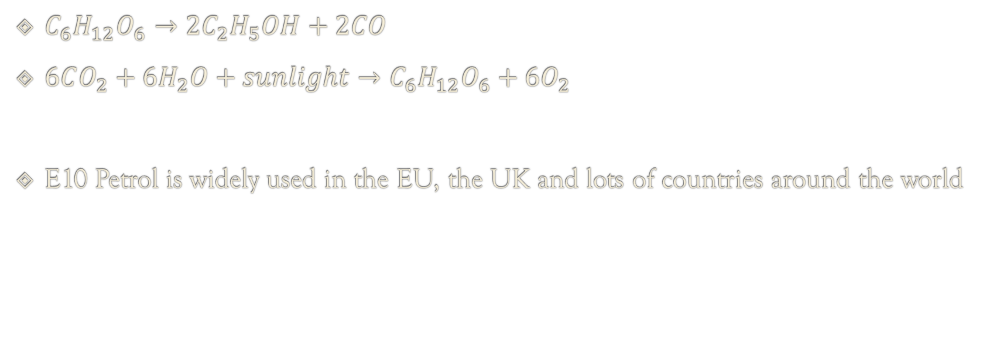 ❖ C₆H₁₂O₆ → 2C₂H₅OH + 2CO
❖ 6CO₂ + 6H₂O + sunlight → C₆H₁₂O₆ + 6O₂
❖ E10 Petrol is widely used in the EU, the UK and lots of countries around the world